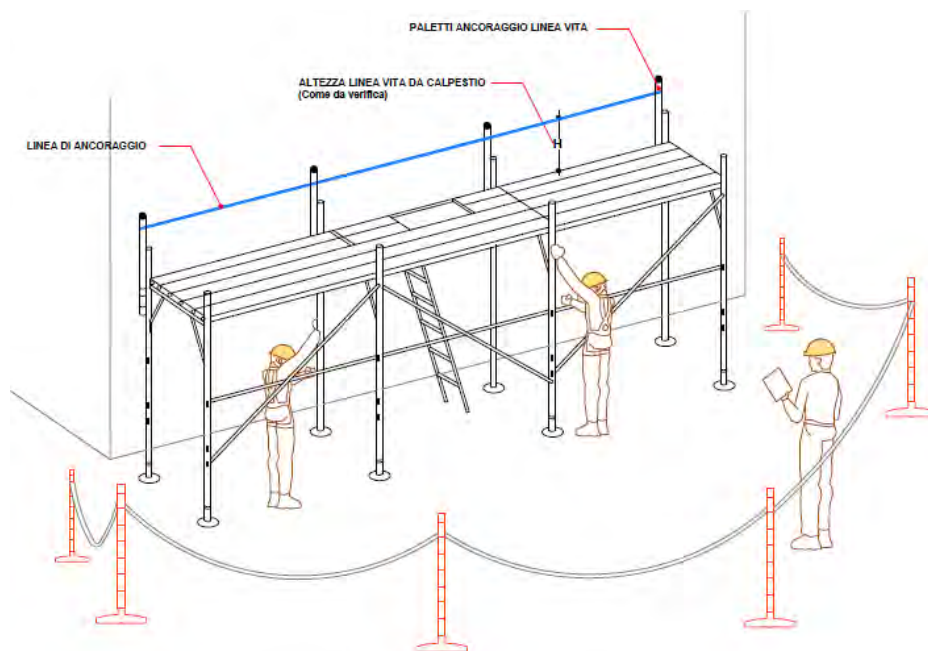 PALETTI ANCORAGGIO LINEA VITA
ALTEZZA LINEA VITA DA CALPESTIO
(Come da verifica)
H
LINEA DI ANCORAGGIO